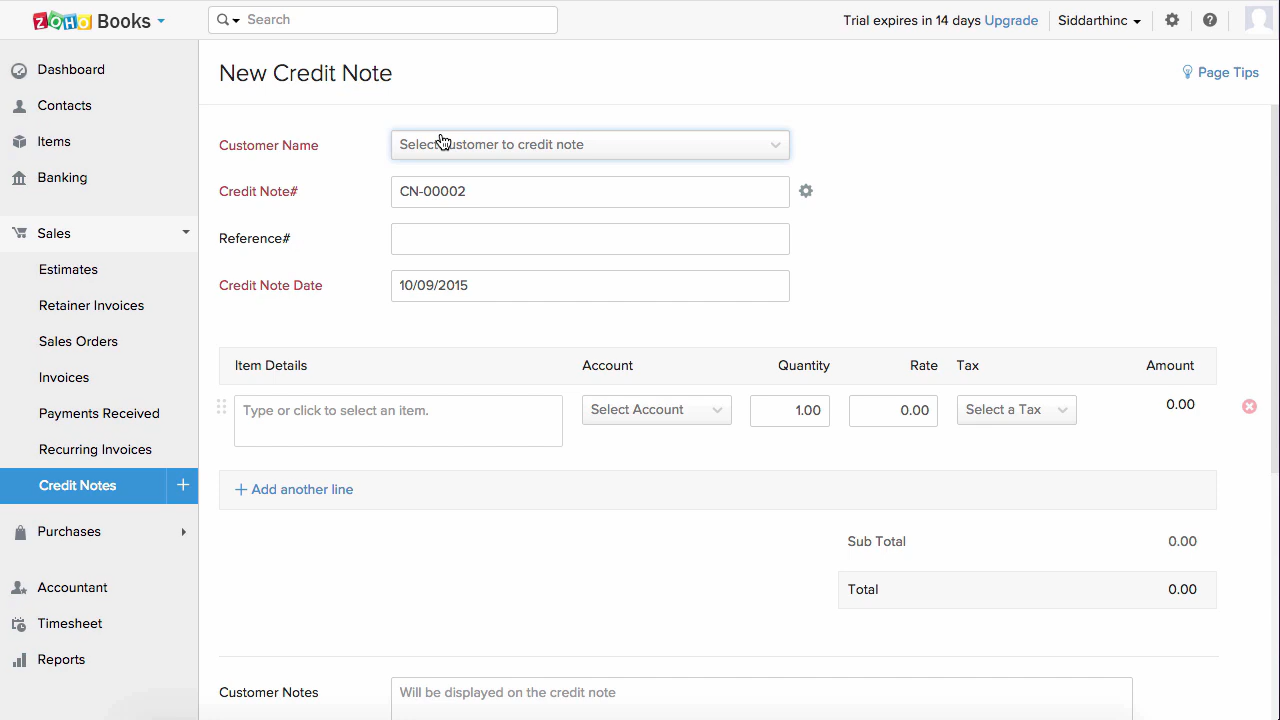 ZOHO Books
Search
Trial expires in 14 days Upgrade
Siddarthinc
Dashboard
Contacts
Items
Banking
Sales
Estimates
Retainer Invoices
Sales Orders
Invoices
Payments Received
Recurring Invoices
Credit Notes +
Purchases
Accountant
Timesheet
Reports
New Credit Note
Page Tips
Customer Name Select customer to credit note
Credit Note# CN-00002
Reference#
Credit Note Date 10/09/2015
Item Details Account Quantity Rate Tax Amount
Type or click to select an item. Select Account 1.00 0.00 Select a Tax 0.00
+ Add another line
Sub Total 0.00
Total 0.00
Customer Notes Will be displayed on the credit note